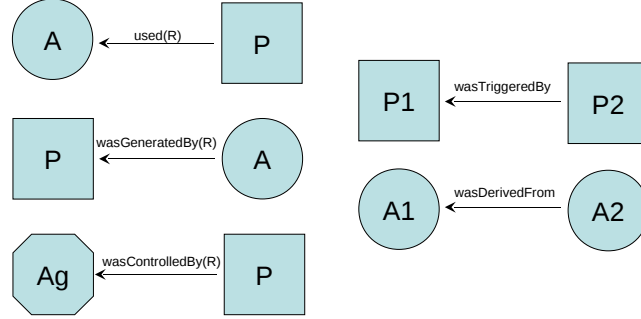 A
used(R)
P
P
wasGeneratedBy(R)
A
Ag
wasControlledBy(R)
P
P1
wasTriggeredBy
P2
A1
wasDerivedFrom
A2